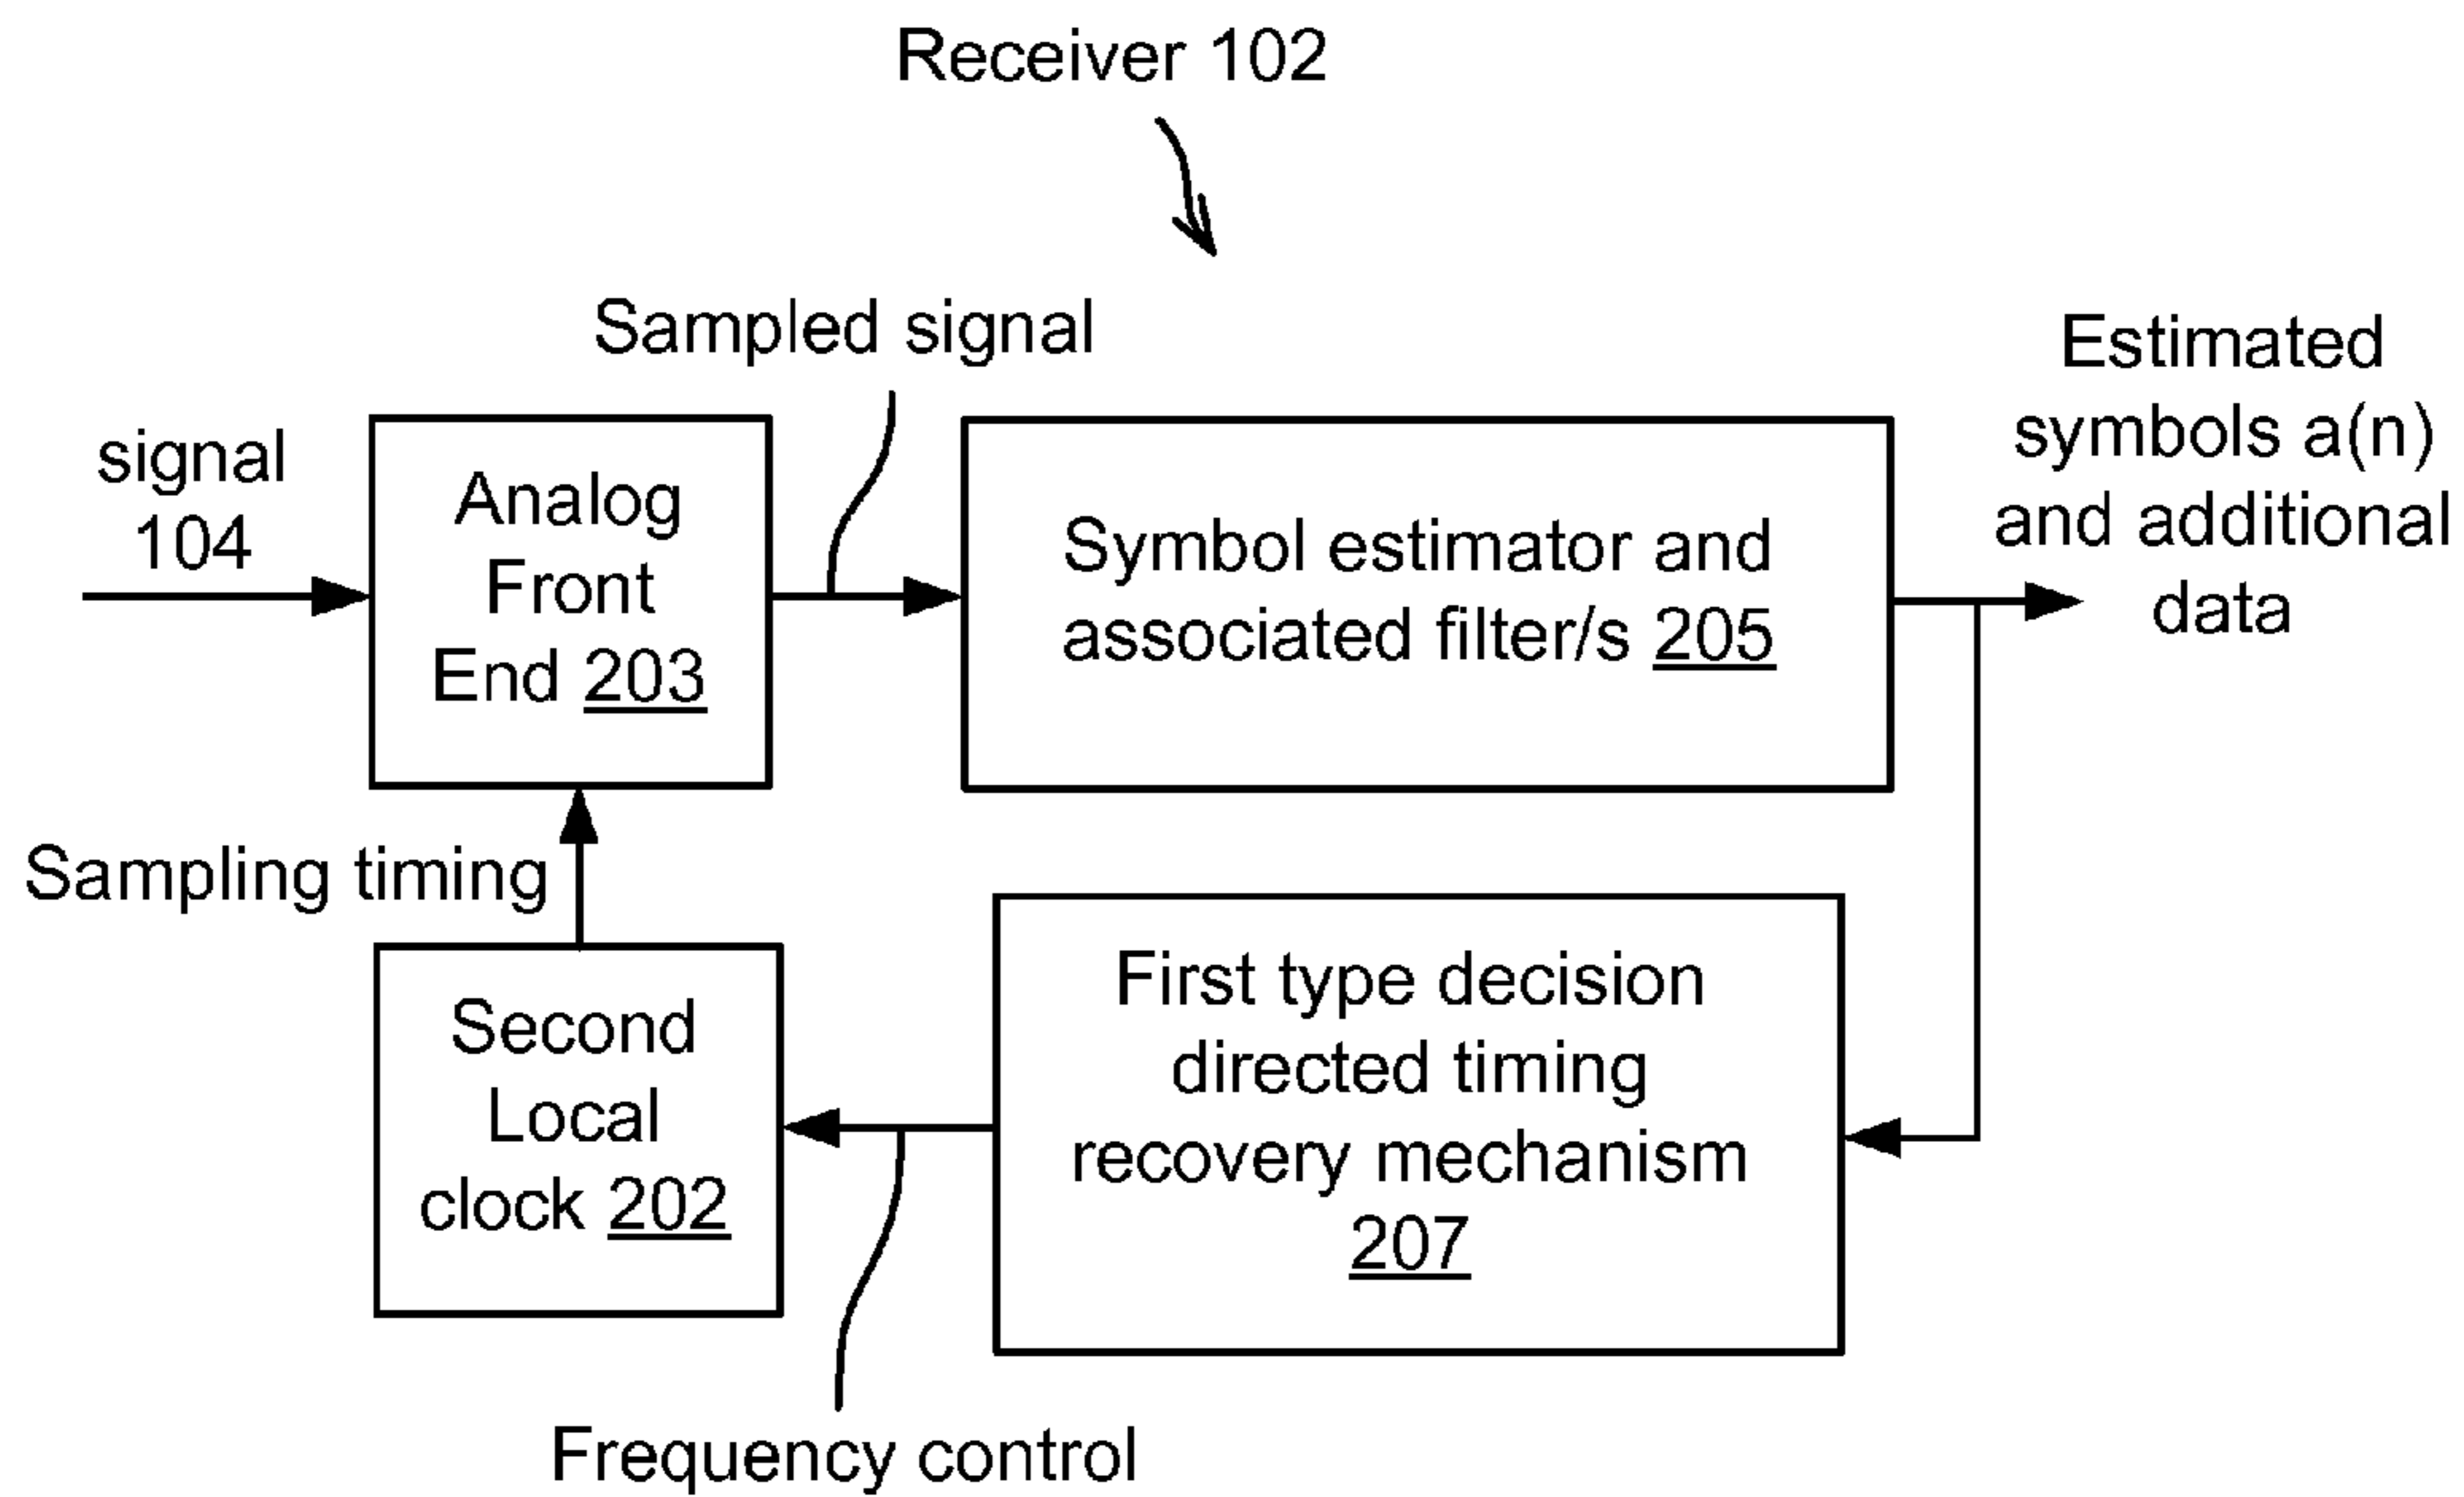 Receiver 102
Sampled signal
signal
104
Analog
Front
End 203
Symbol estimator and
associated filter/s 205
Estimated
symbols a(n)
and additional
data
Sampling timing
Second
Local
clock 202
First type decision
directed timing
recovery mechanism
207
Frequency control